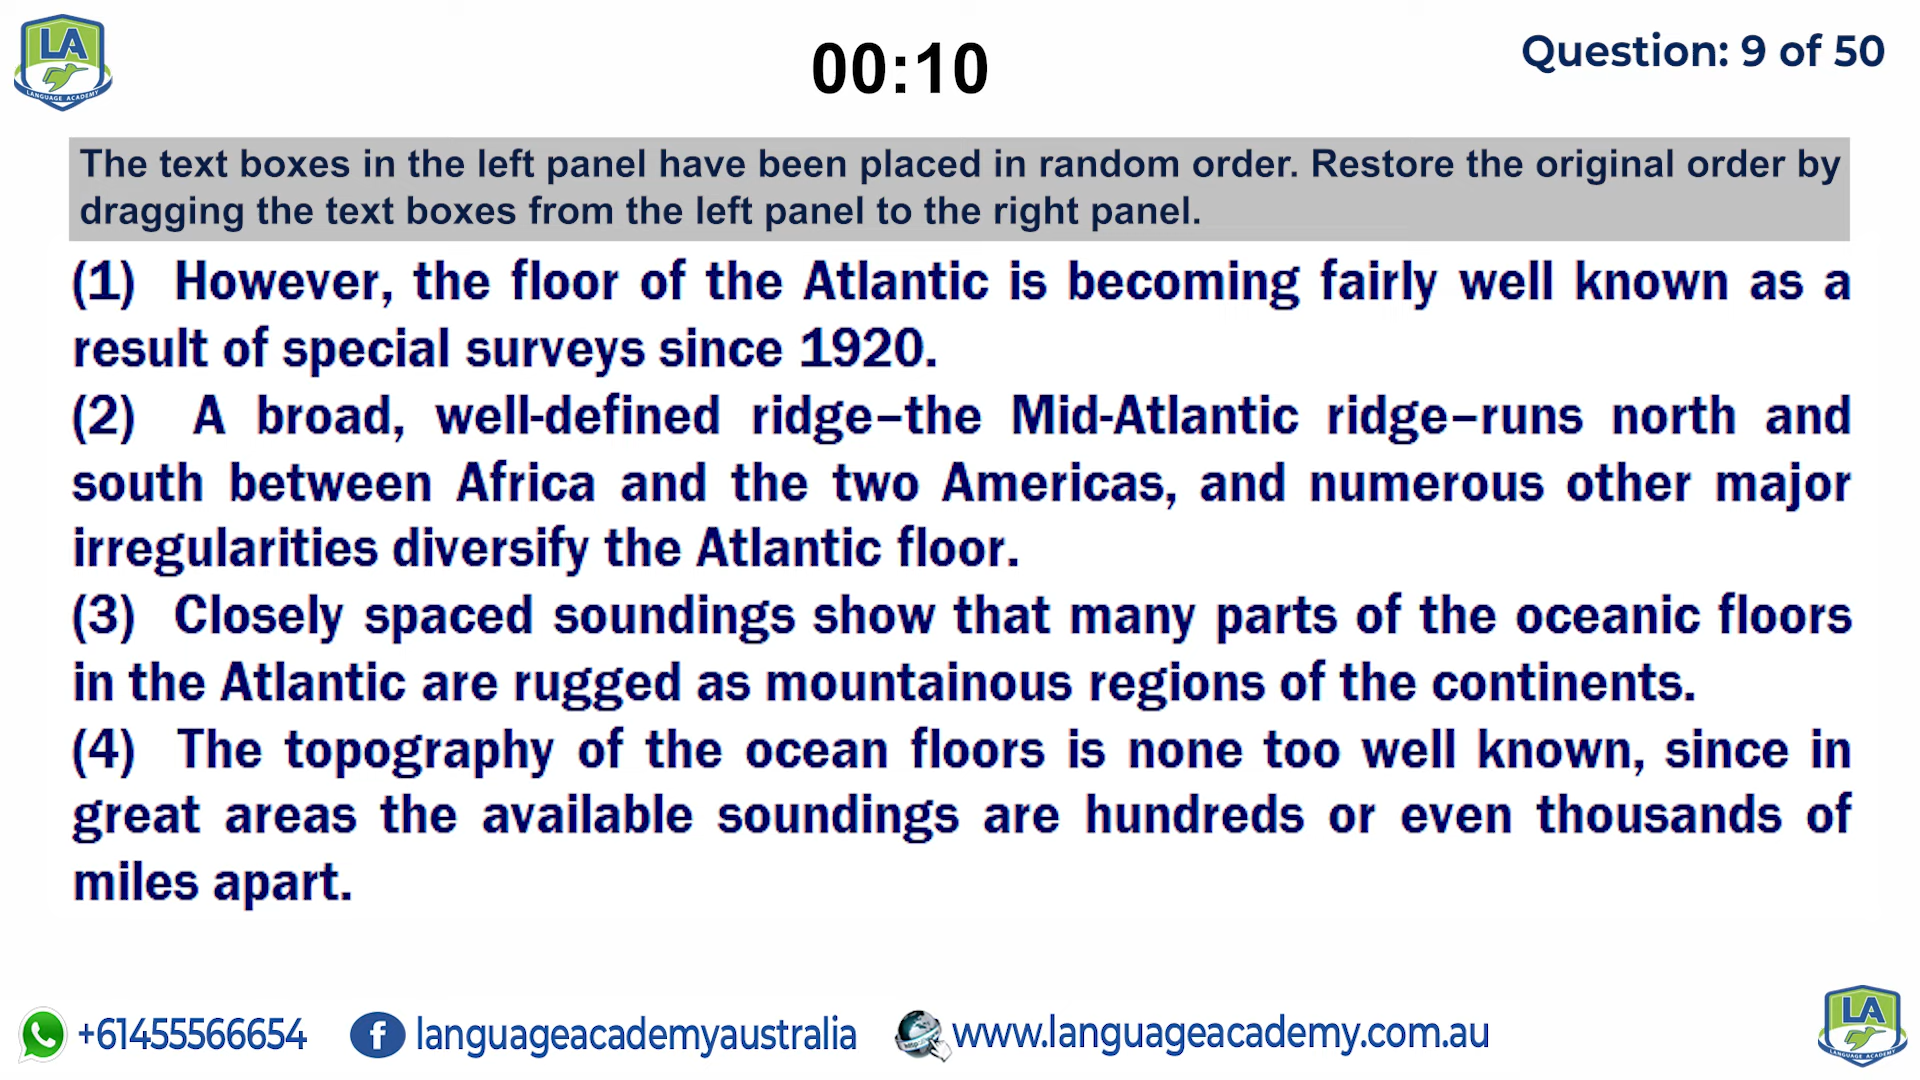 LA
LANGUAGE ACADEMY
00:10
Question: 9 of 50
The text boxes in the left panel have been placed in random order. Restore the original order by
dragging the text boxes from the left panel to the right panel.
(1) However, the floor of the Atlantic is becoming fairly well known as a
result of special surveys since 1920.
(2) A broad, well-defined ridge–the Mid-Atlantic ridge–runs north and
south between Africa and the two Americas, and numerous other major
irregularities diversify the Atlantic floor.
(3) Closely spaced soundings show that many parts of the oceanic floors
in the Atlantic are rugged as mountainous regions of the continents.
(4) The topography of the ocean floors is none too well known, since in
great areas the available soundings are hundreds or even thousands of
miles apart.
+61455566654
f languageacademyaustralia
www.languageacademy.com.au
LA
LANGUAGE ACADEMY